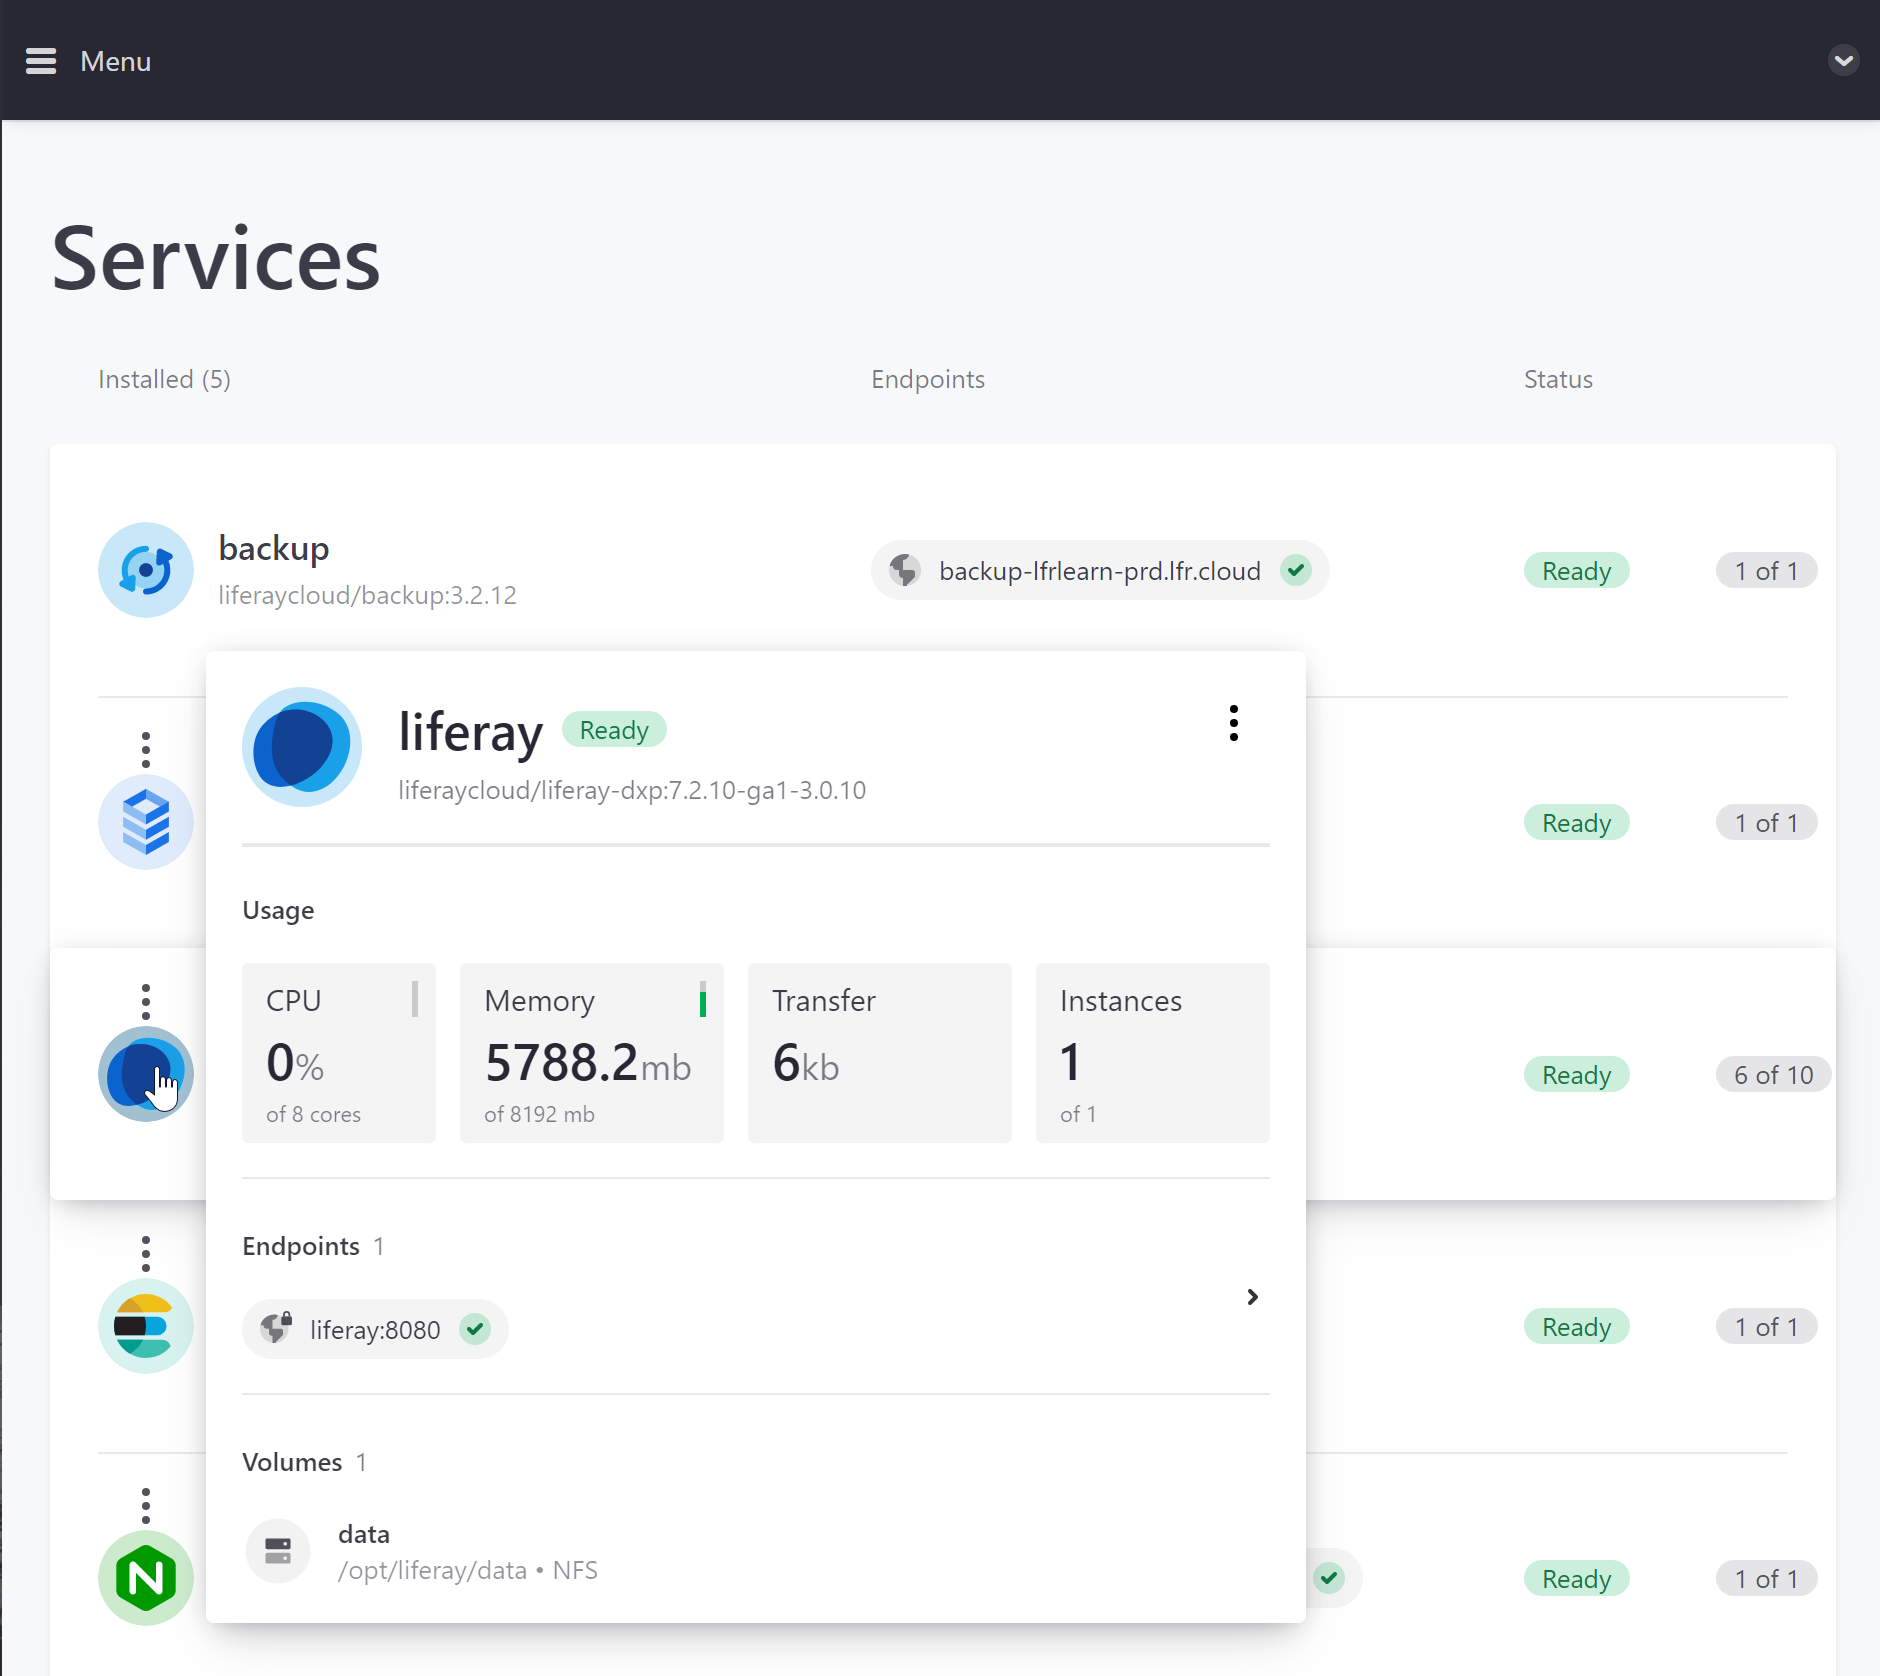 Menu
Services
Installed (5)
Endpoints
Status
backup
liferaycloud/backup:3.2.12
backup-lfrlearn-prd.lfr.cloud
Ready
1 of 1
liferay
Ready
liferaycloud/liferay-dxp:7.2.10-ga1-3.0.10
Ready
1 of 1
Usage
CPU
0%
of 8 cores
Memory
5788.2mb
of 8192 mb
Transfer
6kb
Instances
1
of 1
Ready
6 of 10
Endpoints 1
liferay:8080
Ready
1 of 1
Volumes 1
data
/opt/liferay/data • NFS
N
Ready
1 of 1